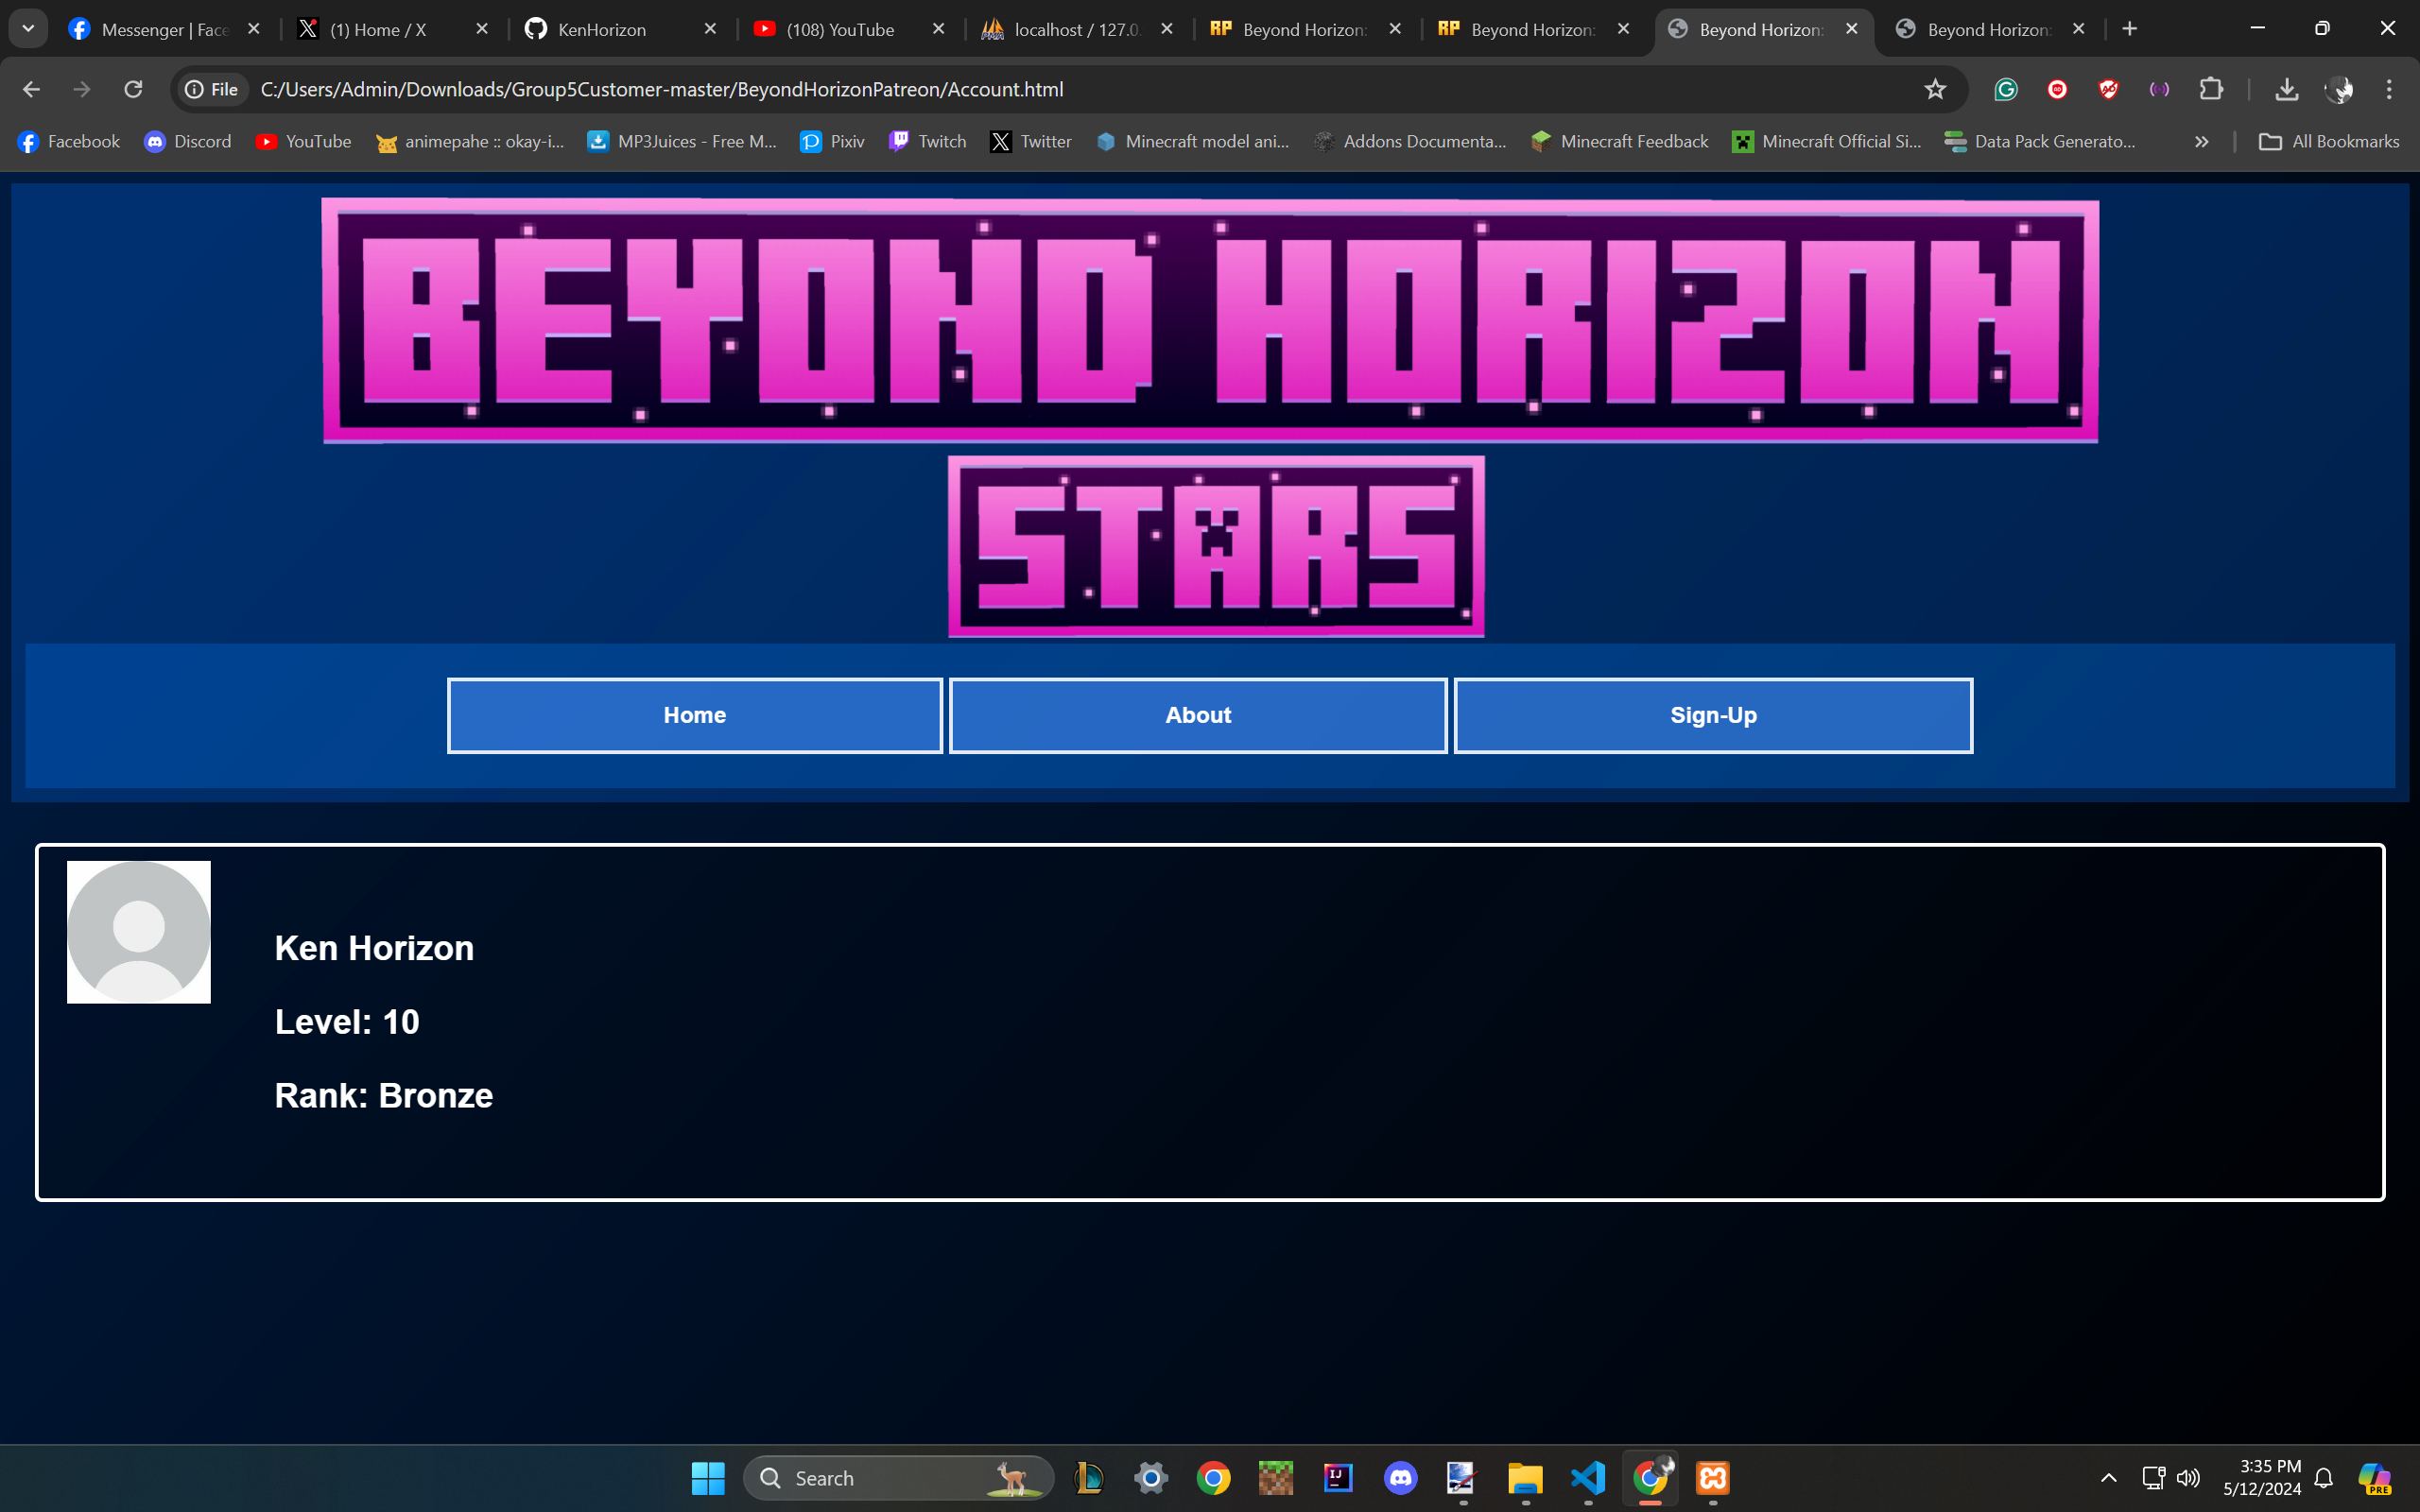 Messenger | Face
(1) Home / X
KenHorizon
(108) YouTube
localhost / 127.0.
Beyond Horizon:
Beyond Horizon:
Beyond Horizon:
Beyond Horizon:
File
C:/Users/Admin/Downloads/Group5Customer-master/BeyondHorizonPatreon/Account.html
Facebook
Discord
YouTube
animepahe :: okay-i...
MP3Juices - Free M...
Pixiv
Twitch
Twitter
Minecraft model ani...
Addons Documenta...
Minecraft Feedback
Minecraft Official Si...
Data Pack Generato...
All Bookmarks
BEYOND HORIZON
STARS
Home
About
Sign-Up
Ken Horizon
Level: 10
Rank: Bronze
Search
3:35 PM
5/12/2024
PRE